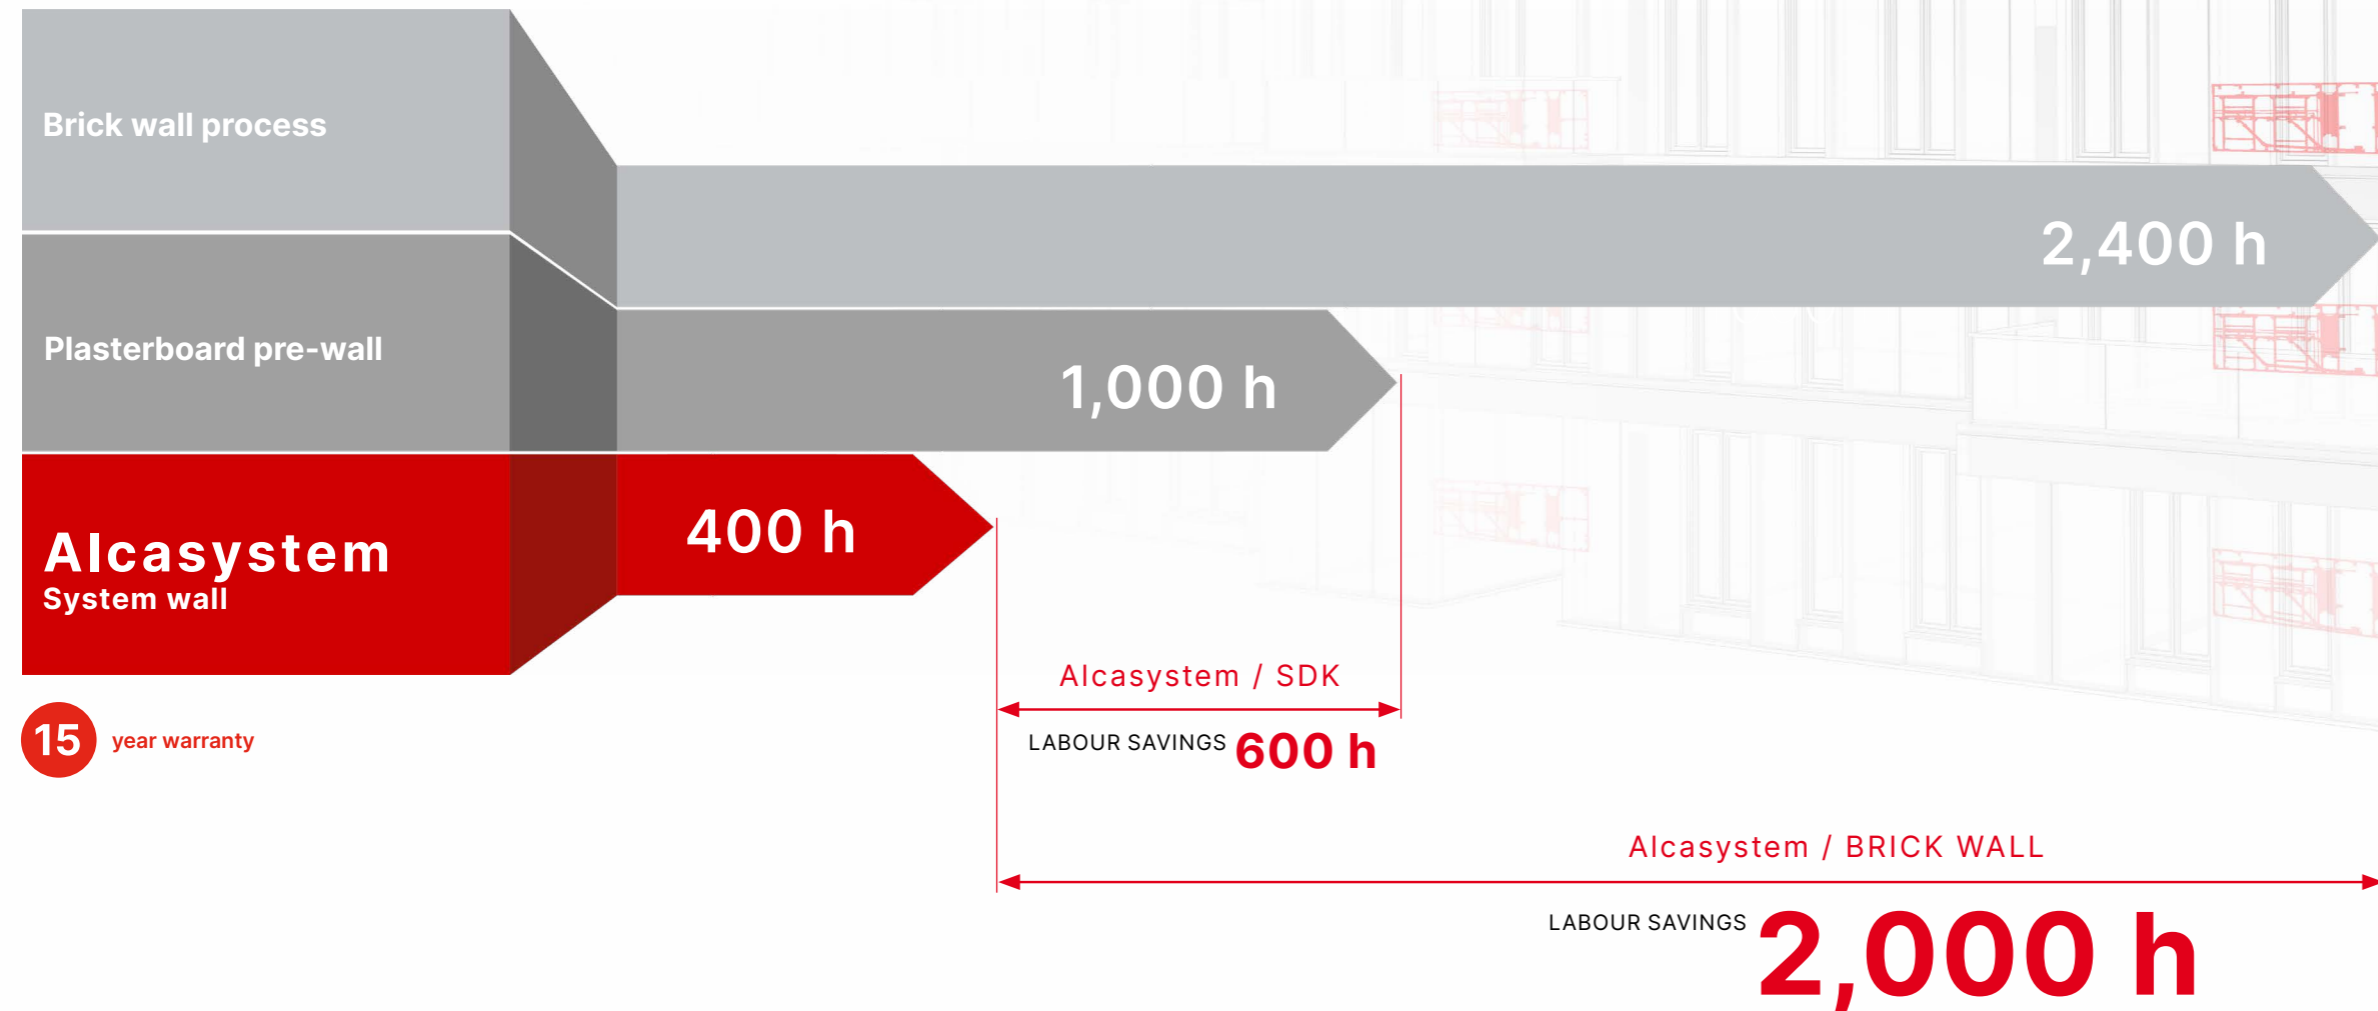 Brick wall process
2,400 h
Plasterboard pre-wall
1,000 h
Alcasystem
System wall
400 h
15 year warranty
Alcasystem / SDK
LABOUR SAVINGS 600 h
Alcasystem / BRICK WALL
LABOUR SAVINGS 2,000 h